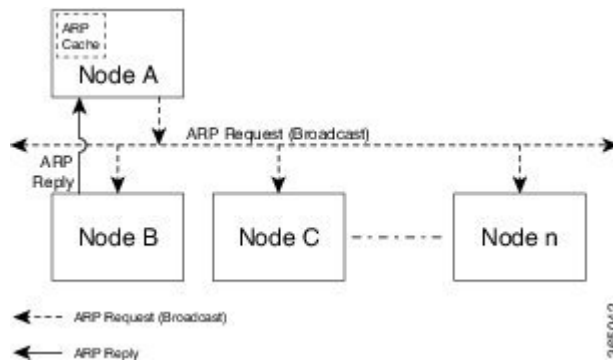 ARP
Cache
Node A
ARP Request (Broadcast)
ARP
Reply
Node B
Node C
Node n
ARP Request (Broadcast)
ARP Reply